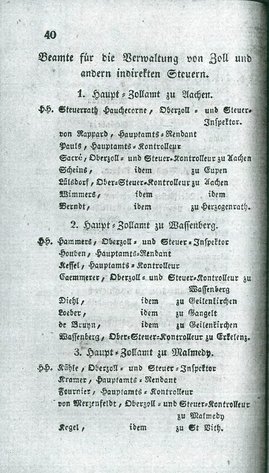 40
Beamte für die Verwaltung von Zoll und
andern indirekten Steuern.
1. Haupt-Zollamt zu Aachen.
HH. Steuerrath Hauchecorne, Oberzoll- und Steuer-
Inspektor.
von Rappard, Hauptamts-Rendant
Pauls, Hauptamts-Kontrolleur
Sacré, Oberzoll- und Steuer-Kontrolleur zu Aachen
Scheins, idem zu Eupen
Lülsdorf, Ober-Steuer-Kontrolleur zu Aachen
Wimmers, idem idem
Berndt, idem zu Herzogenrath.
2. Haupt-Zollamt zu Wassenberg.
HH. Hammers, Oberzoll- und Steuer-Inspektor
Houben, Hauptamts-Rendant
Kessel, Hauptamts-Kontrolleur
Caemmerer, Oberzoll- und Steuer-Kontrolleur zu
Wassenberg
Diehl, idem zu Geilenkirchen
Loeber, idem zu Gangelt
de Bruyn, idem zu Geilenkirchen
Wassenberg, Ober-Steuer-Kontrolleur zu Erkelenz.
3. Haupt-Zollamt zu Malmedy.
HH. Kühle, Oberzoll- und Steuer-Inspektor
Kramer, Hauptamts-Rendant
Fournier, Hauptamts-Kontrolleur
von Merzenfeldt, Oberzoll- und Steuer-Kontrolleur
zu Malmedy
Kegel, idem zu St Vith.